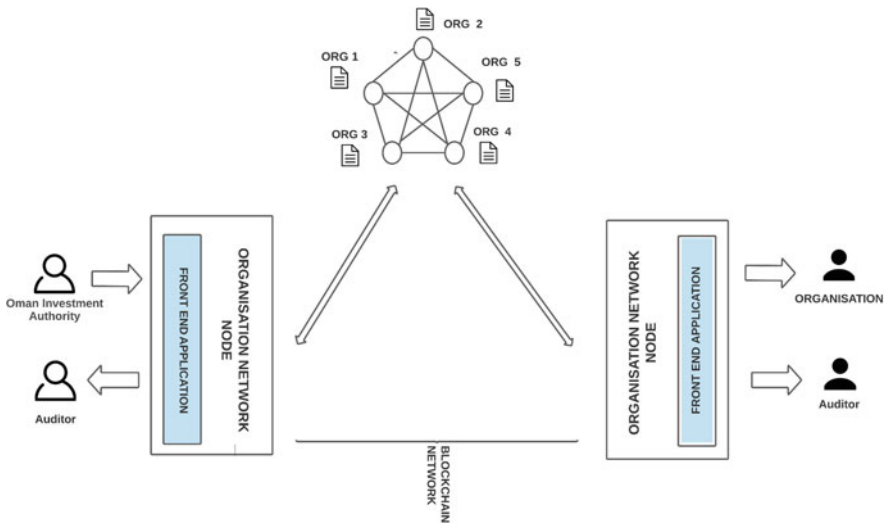 ORG 2
ORG 1
ORG 5
ORG 3
ORG 4
Oman Investment
Authority
Auditor
FRONT END APPLICATION
ORGANISATION NETWORK
NODE
ORGANISATION NETWORK
NODE
FRONT END APPLICATION
ORGANISATION
Auditor
BLOCKCHAIN
NETWORK